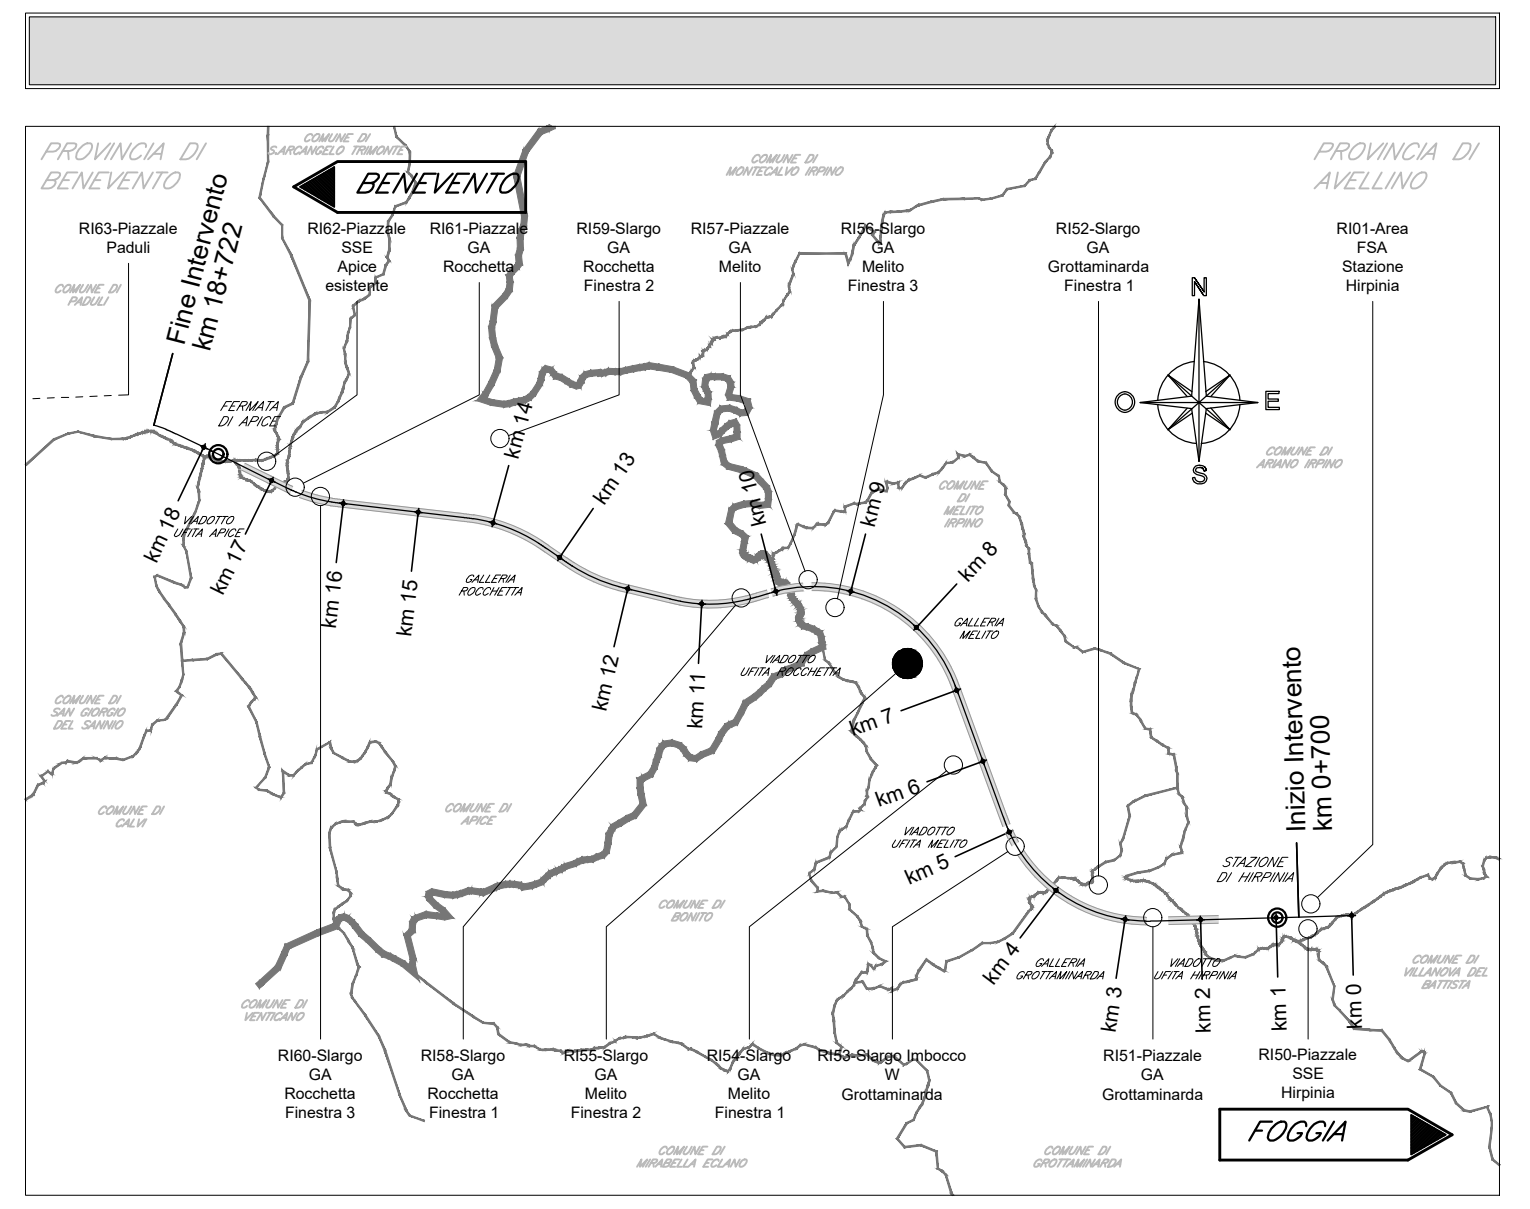 PROVINCIA DI
BENEVENTO
COMUNE DI
S.ARCANGELO TRIMONTE
BENEVENTO
COMUNE DI
MONTECALVO IRPINO
PROVINCIA DI
AVELLINO
RI63-Piazzale
Paduli
Fine Intervento
km 18+722
RI62-Piazzale
SSE
Apice
esistente
RI61-Piazzale
GA
Rocchetta
RI59-Slargo
GA
Rocchetta
Finestra 2
RI57-Piazzale
GA
Melito
RI56-Slargo
GA
Melito
Finestra 3
RI52-Slargo
GA
Grottaminarda
Finestra 1
RI01-Area
FSA
Stazione
Hirpinia
COMUNE DI
PADULI
N
O
E
S
FERMATA
DI APICE
COMUNE DI
ARIANO IRPINO
COMUNE
DI
MELITO
IRPINO
km 18
VIADOTTO
UFITA APICE
km 17
km 16
km 15
km 14
km 13
km 12
km 11
km 10
km 9
km 8
GALLERIA
ROCCHETTA
GALLERIA
MELITO
VIADOTTO
UFITA ROCCHETTA
km 7
km 6
VIADOTTO
UFITA MELITO
km 5
Inizio Intervento
km 0+700
COMUNE DI
SAN GIORGIO
DEL SANNIO
COMUNE DI
CALVI
COMUNE DI
APICE
COMUNE DI
BONITO
STAZIONE
DI HIRPINIA
km 4
GALLERIA
GROTTAMINARDA
km 3
VIADOTTO
UFITA HIRPINIA
km 2
km 1
km 0
COMUNE DI
VILLANOVA DEL
BATTISTA
COMUNE DI
VENTICANO
RI60-Slargo
GA
Rocchetta
Finestra 3
RI58-Slargo
GA
Rocchetta
Finestra 1
RI55-Slargo
GA
Melito
Finestra 2
RI54-Slargo
GA
Melito
Finestra 1
RI53-Slargo Imbocco
W
Grottaminarda
RI51-Piazzale
GA
Grottaminarda
RI50-Piazzale
SSE
Hirpinia
FOGGIA
COMUNE DI
MIRABELLA ECLANO
COMUNE DI
GROTTAMINARDA